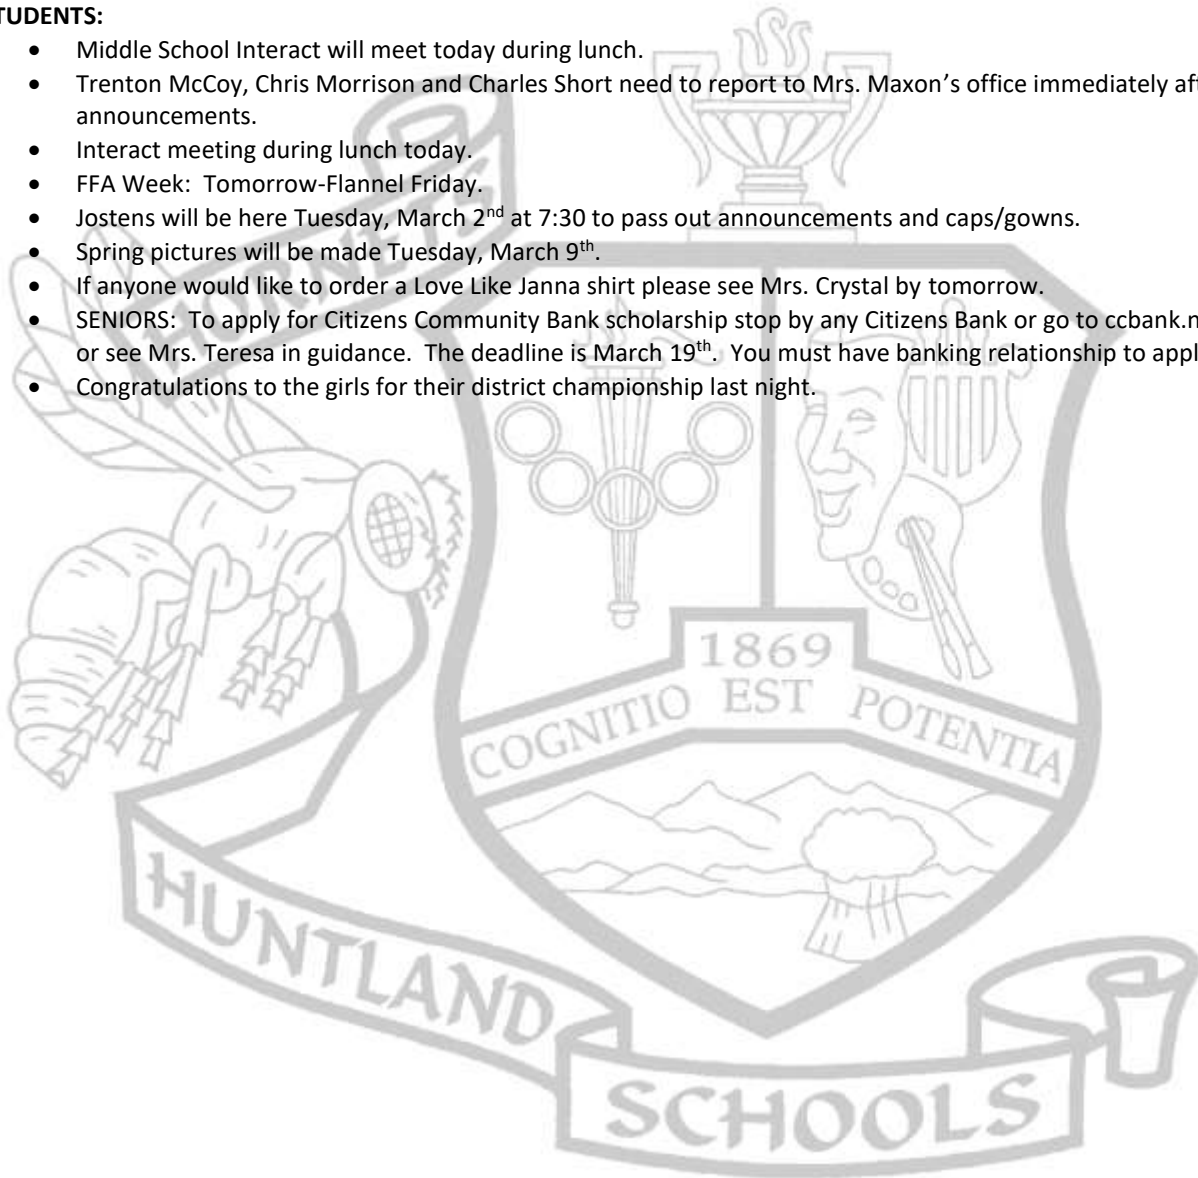 TUDENTS:
• Middle School Interact will meet today during lunch.
• Trenton McCoy, Chris Morrison and Charles Short need to report to Mrs. Maxon’s office immediately aft
announcements.
• Interact meeting during lunch today.
• FFA Week:  Tomorrow-Flannel Friday.
• Jostens will be here Tuesday, March 2nd at 7:30 to pass out announcements and caps/gowns.
• Spring pictures will be made Tuesday, March 9th.
• If anyone would like to order a Love Like Janna shirt please see Mrs. Crystal by tomorrow.
• SENIORS:  To apply for Citizens Community Bank scholarship stop by any Citizens Bank or go to ccbank.n
or see Mrs. Teresa in guidance.  The deadline is March 19th.  You must have banking relationship to appl
• Congratulations to the girls for their district championship last night.
HORNETS
1869
COGNITIO EST POTENTIA
HUNTLAND
SCHOOLS